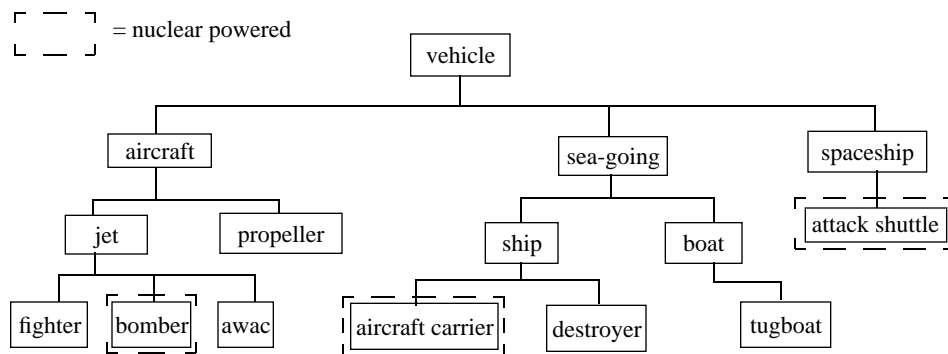 = nuclear powered
vehicle
aircraft
sea-going
spaceship
jet
propeller
ship
boat
attack shuttle
fighter
bomber
awac
aircraft carrier
destroyer
tugboat